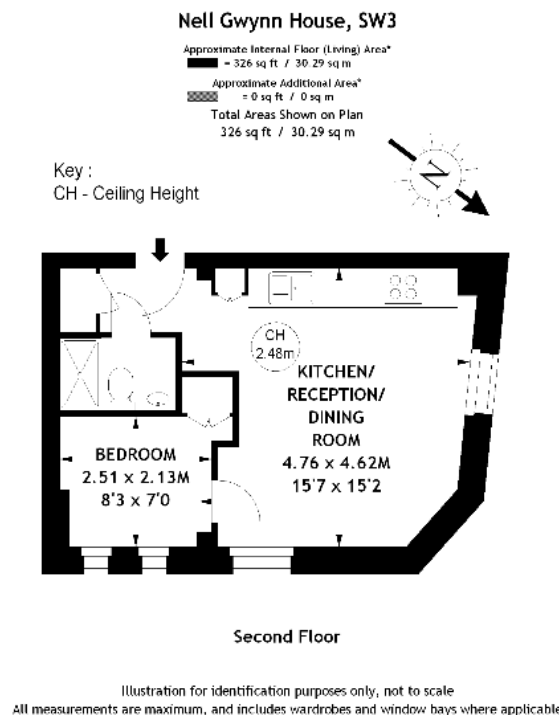 Nell Gwynn House, SW3
Approximate Internal Floor (Living) Area*
= 326 sq ft / 30.29 sq m
Approximate Additional Area*
= 0 sq ft / 0 sq m
Total Areas Shown on Plan
326 sq ft / 30.29 sq m
Key :
CH - Ceiling Height
N
CH
2.48m
KITCHEN/
RECEPTION/
DINING
ROOM
4.76 x 4.62M
15'7 x 15'2
BEDROOM
2.51 x 2.13M
8'3 x 7'0
Second Floor
Illustration for identification purposes only, not to scale
All measurements are maximum, and includes wardrobes and window bays where applicable